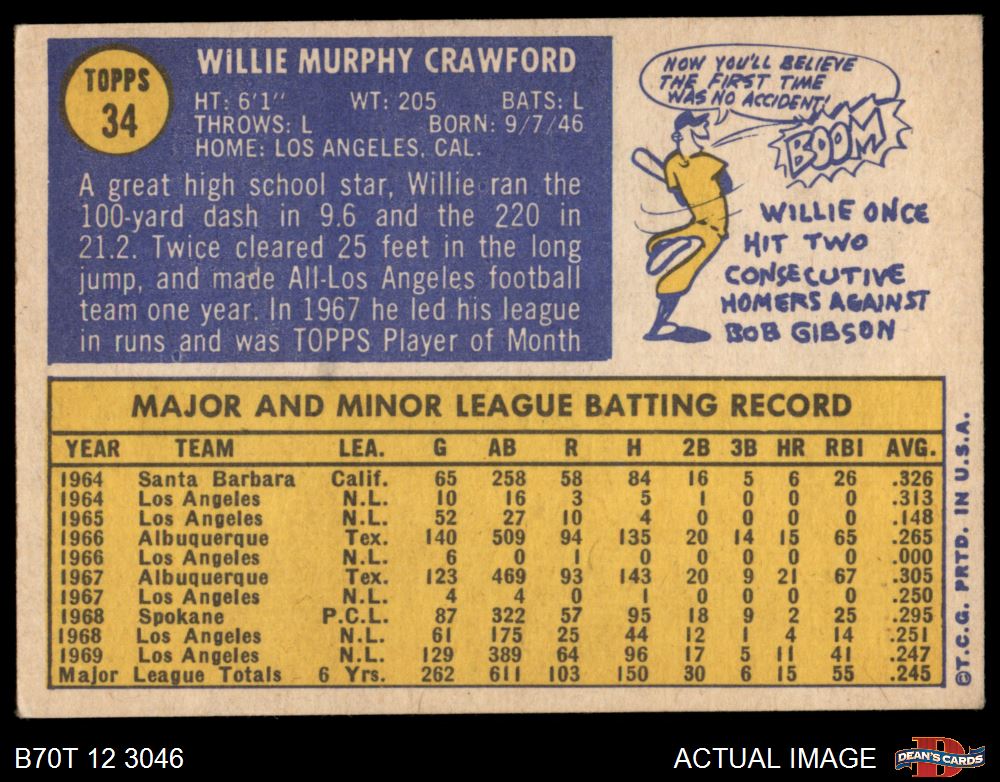 TOPPS
34
WILLIE MURPHY CRAWFORD
HT: 6'1" WT: 205 BATS: L
THROWS: L BORN: 9/7/46
HOME: LOS ANGELES, CAL.
A great high school star, Willie ran the
100-yard dash in 9.6 and the 220 in
21.2. Twice cleared 25 feet in the long
jump, and made All-Los Angeles football
team one year. In 1967 he led his league
in runs and was TOPPS Player of Month
NOW YOU'LL BELIEVE
THE FIRST TIME
WAS NO ACCIDENT!
BOOM
WILLIE ONCE
HIT TWO
CONSECUTIVE
HOMERS AGAINST
BOB GIBSON
MAJOR AND MINOR LEAGUE BATTING RECORD
YEAR TEAM LEA. G AB R H 2B 3B HR RBI AVG.
1964 Santa Barbara Calif. 65 258 58 84 16 5 6 26 .326
1964 Los Angeles N.L. 10 16 3 5 1 0 0 0 .313
1965 Los Angeles N.L. 52 27 10 4 0 0 0 0 .148
1966 Albuquerque Tex. 140 509 94 135 20 14 15 65 .265
1966 Los Angeles N.L. 6 0 1 0 0 0 0 0 .000
1967 Albuquerque Tex. 123 469 93 143 20 9 21 67 .305
1967 Los Angeles N.L. 4 4 0 1 0 0 0 0 .250
1968 Spokane P.C.L. 87 322 57 95 18 9 2 25 .295
1968 Los Angeles N.L. 61 175 25 44 12 1 4 14 .251
1969 Los Angeles N.L. 129 389 64 96 17 5 11 41 .247
Major League Totals 6 Yrs. 262 611 103 150 30 6 15 55 .245
©T.C.G. PRTD. IN U.S.A.
B70T 12 3046
ACTUAL IMAGE
D
DEAN'S CARDS